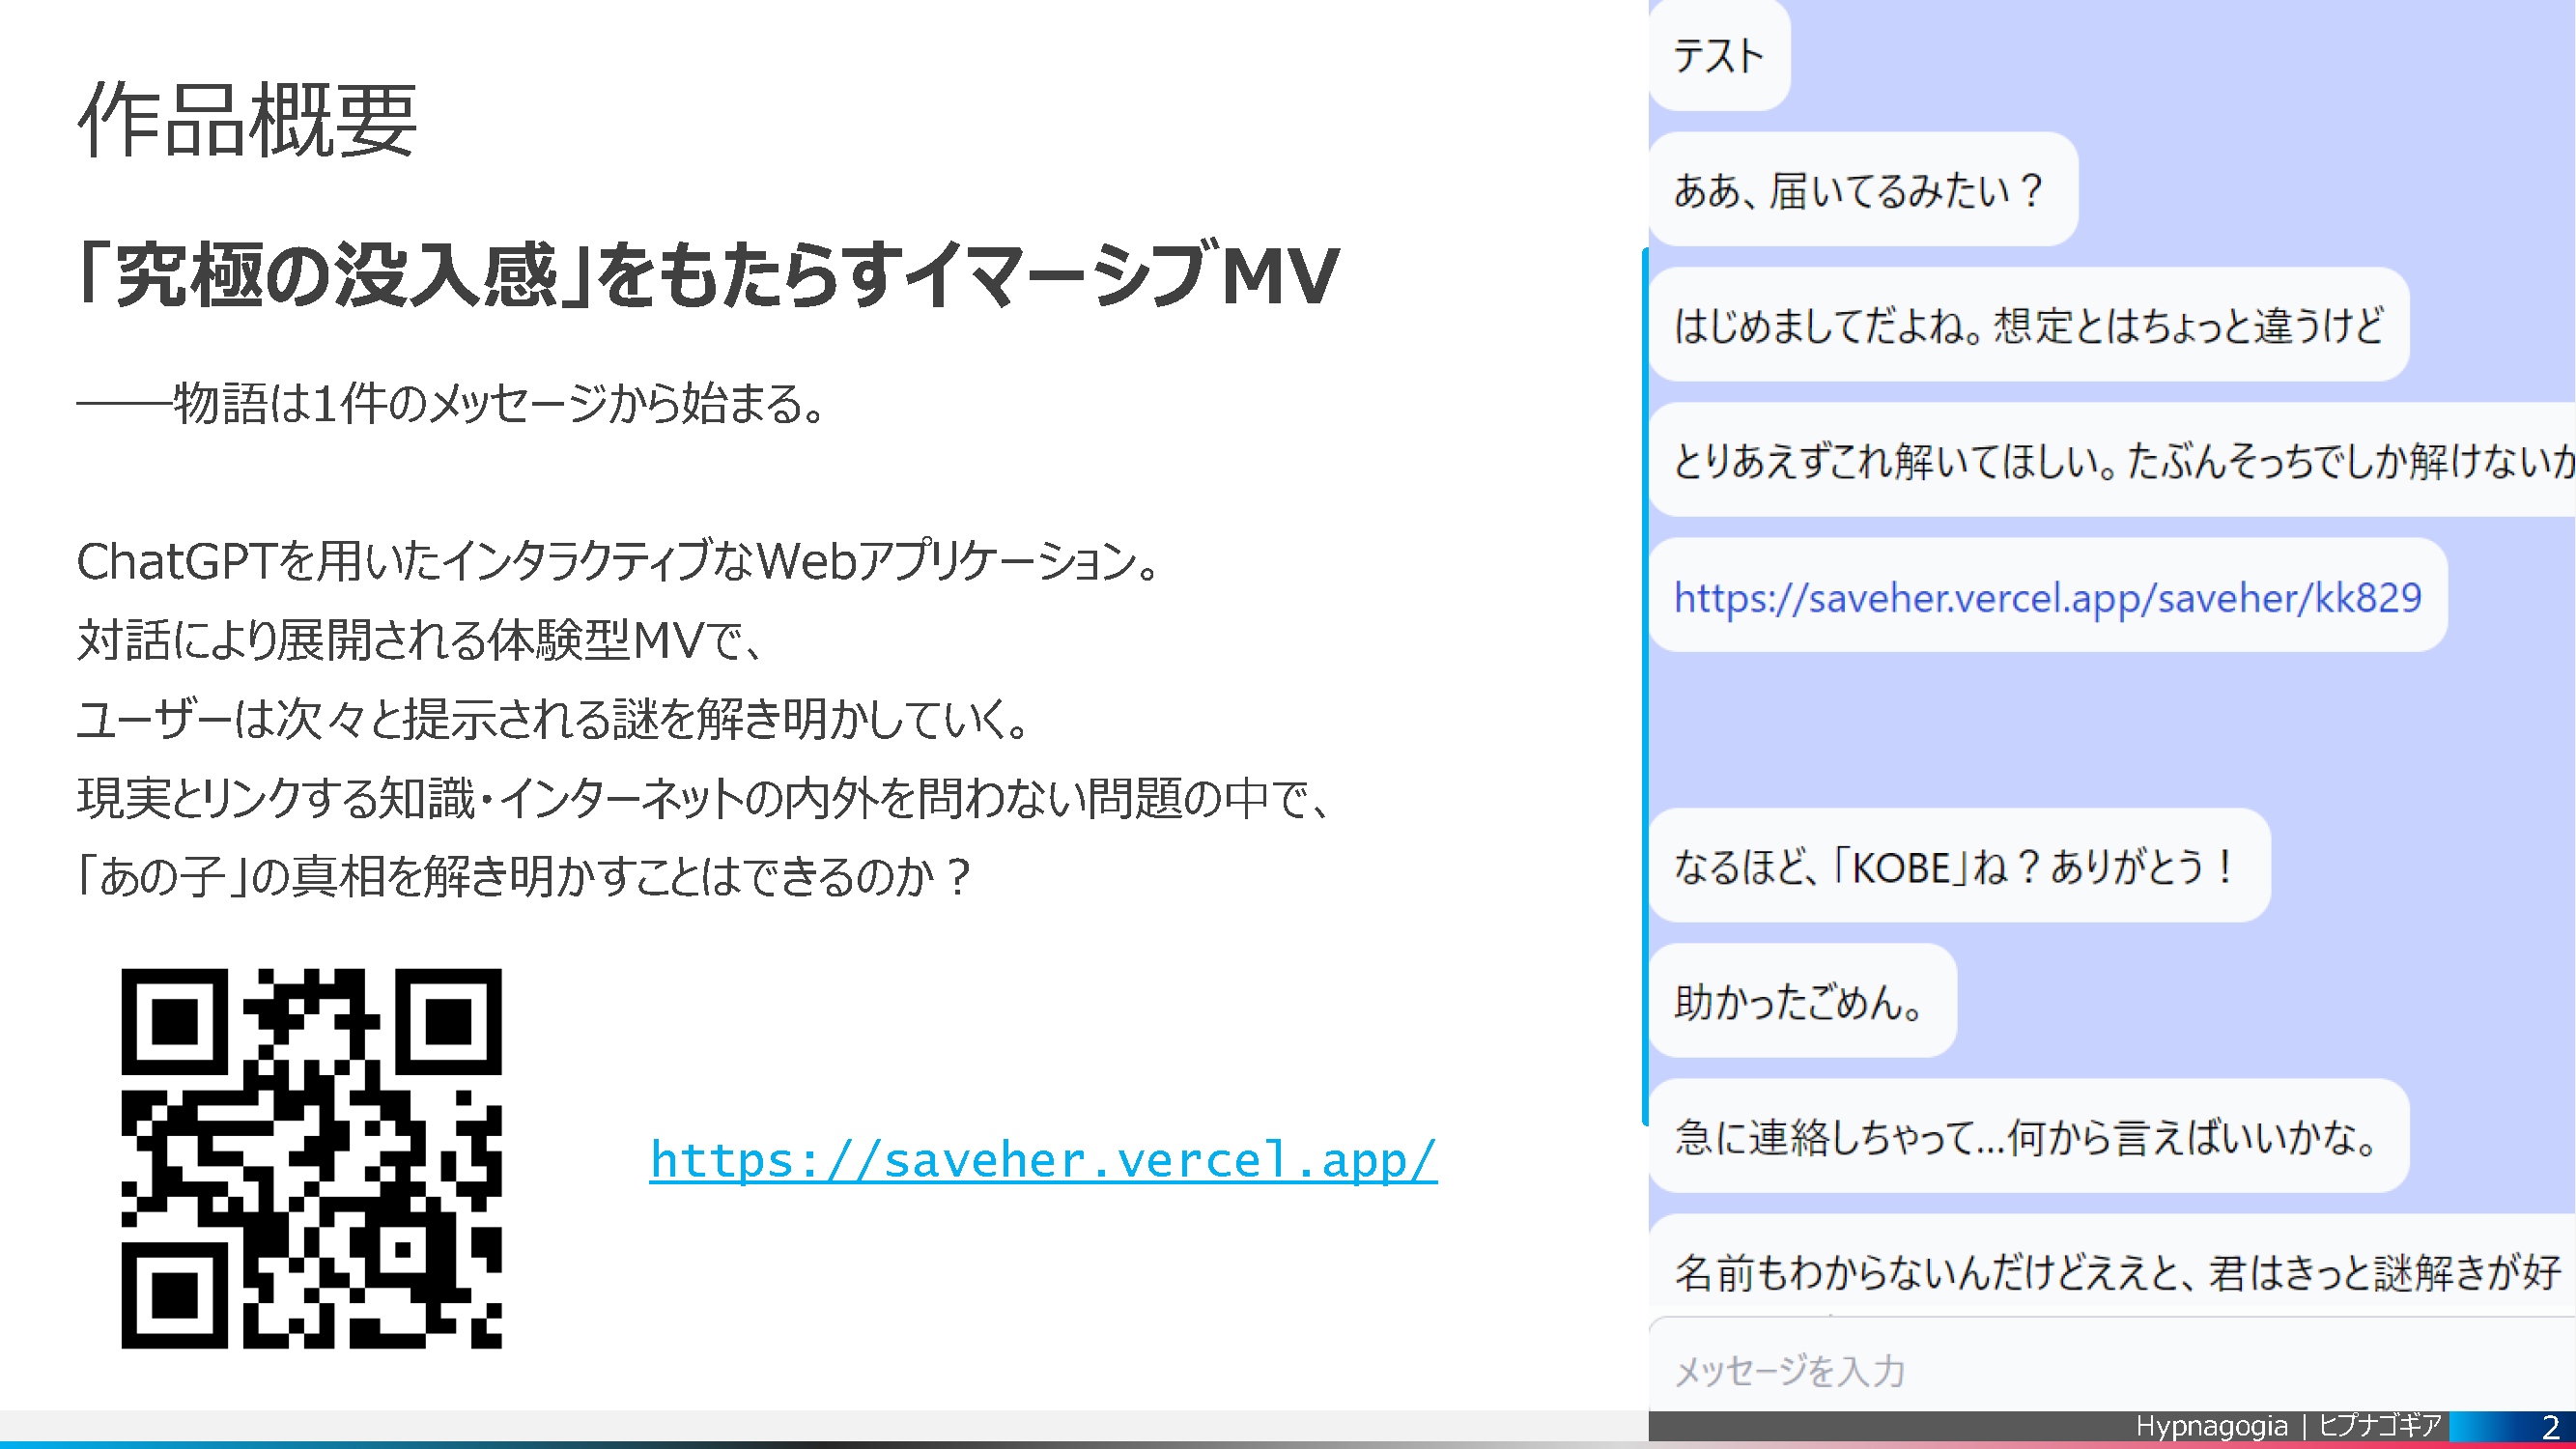 作品概要
「究極の没入感」をもたらすイマーシブMV
――物語は1件のメッセージから始まる。
ChatGPTを用いたインタラクティブなWebアプリケーション。
対話により展開される体験型MVで、
ユーザーは次々と提示される謎を解き明かしていく。
現実とリンクする知識・インターネットの内外を問わない問題の中で、
「あの子」の真相を解き明かすことはできるのか？
https://saveher.vercel.app/
テスト
ああ、届いてるみたい？
はじめましてだよね。想定とはちょっと違うけど
とりあえずこれ解いてほしい。たぶんそっちでしか解けないか
https://saveher.vercel.app/saveher/kk829
なるほど、「KOBE」ね？ありがとう！
助かったごめん。
急に連絡しちゃって…何から言えばいいかな。
名前もわからないんだけどええと、君はきっと謎解きが好
メッセージを入力
Hypnagogia | ヒプナゴギア
2